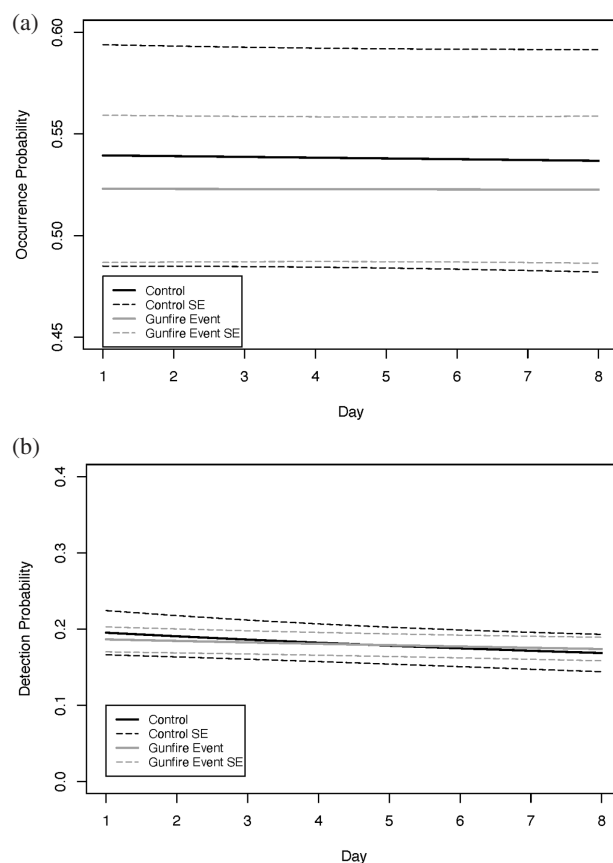 (a)
0.60
0.55
0.50
0.45
Occurrence Probability
Control
Control SE
Gunfire Event
Gunfire Event SE
1 2 3 4 5 6 7 8
Day
(b)
0.4
0.3
0.2
0.1
0.0
Detection Probability
Control
Control SE
Gunfire Event
Gunfire Event SE
1 2 3 4 5 6 7 8
Day